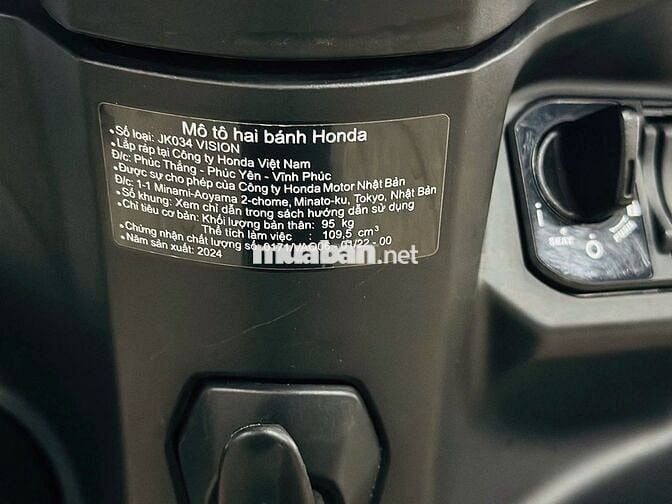 Mô tô hai bánh Honda
•Số loại: JK034 VISION
•Lắp ráp tại Công ty Honda Việt Nam
Đ/c: Phúc Thắng - Phúc Yên - Vĩnh Phúc
•Được sự cho phép của Công ty Honda Motor Nhật Bản
Đ/c: 1-1 Minami-Aoyama 2-chome, Minato-ku, Tokyo, Nhật Bản
•Số khung: Xem chỉ dẫn trong sách hướng dẫn sử dụng
•Chỉ tiêu cơ bản: Khối lượng bản thân: 95 kg
Thể tích làm việc : 109,5 cm³
•Chứng nhận chất lượng số: /22 - 00
•Năm sản xuất: 2024
muaban.net
SEAT